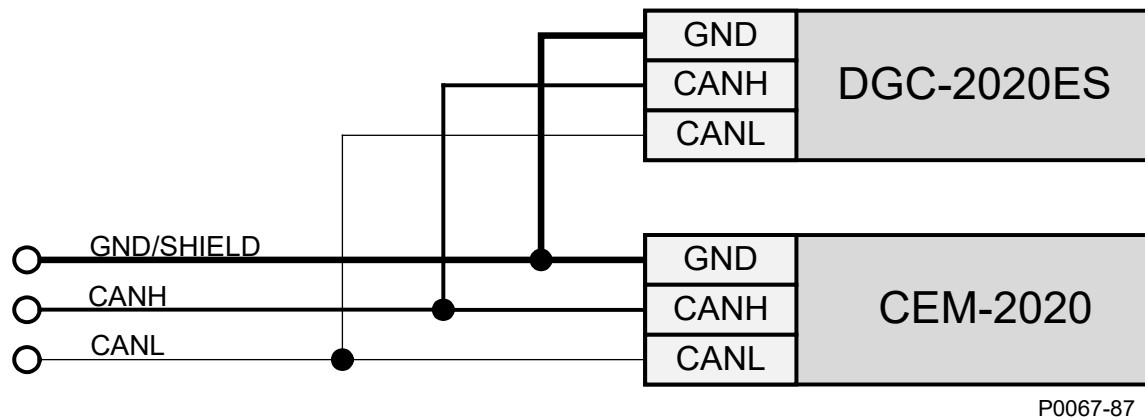 GND
CANH
CANL
DGC-2020ES
GND/SHIELD
CANH
CANL
GND
CANH
CANL
CEM-2020
P0067-87